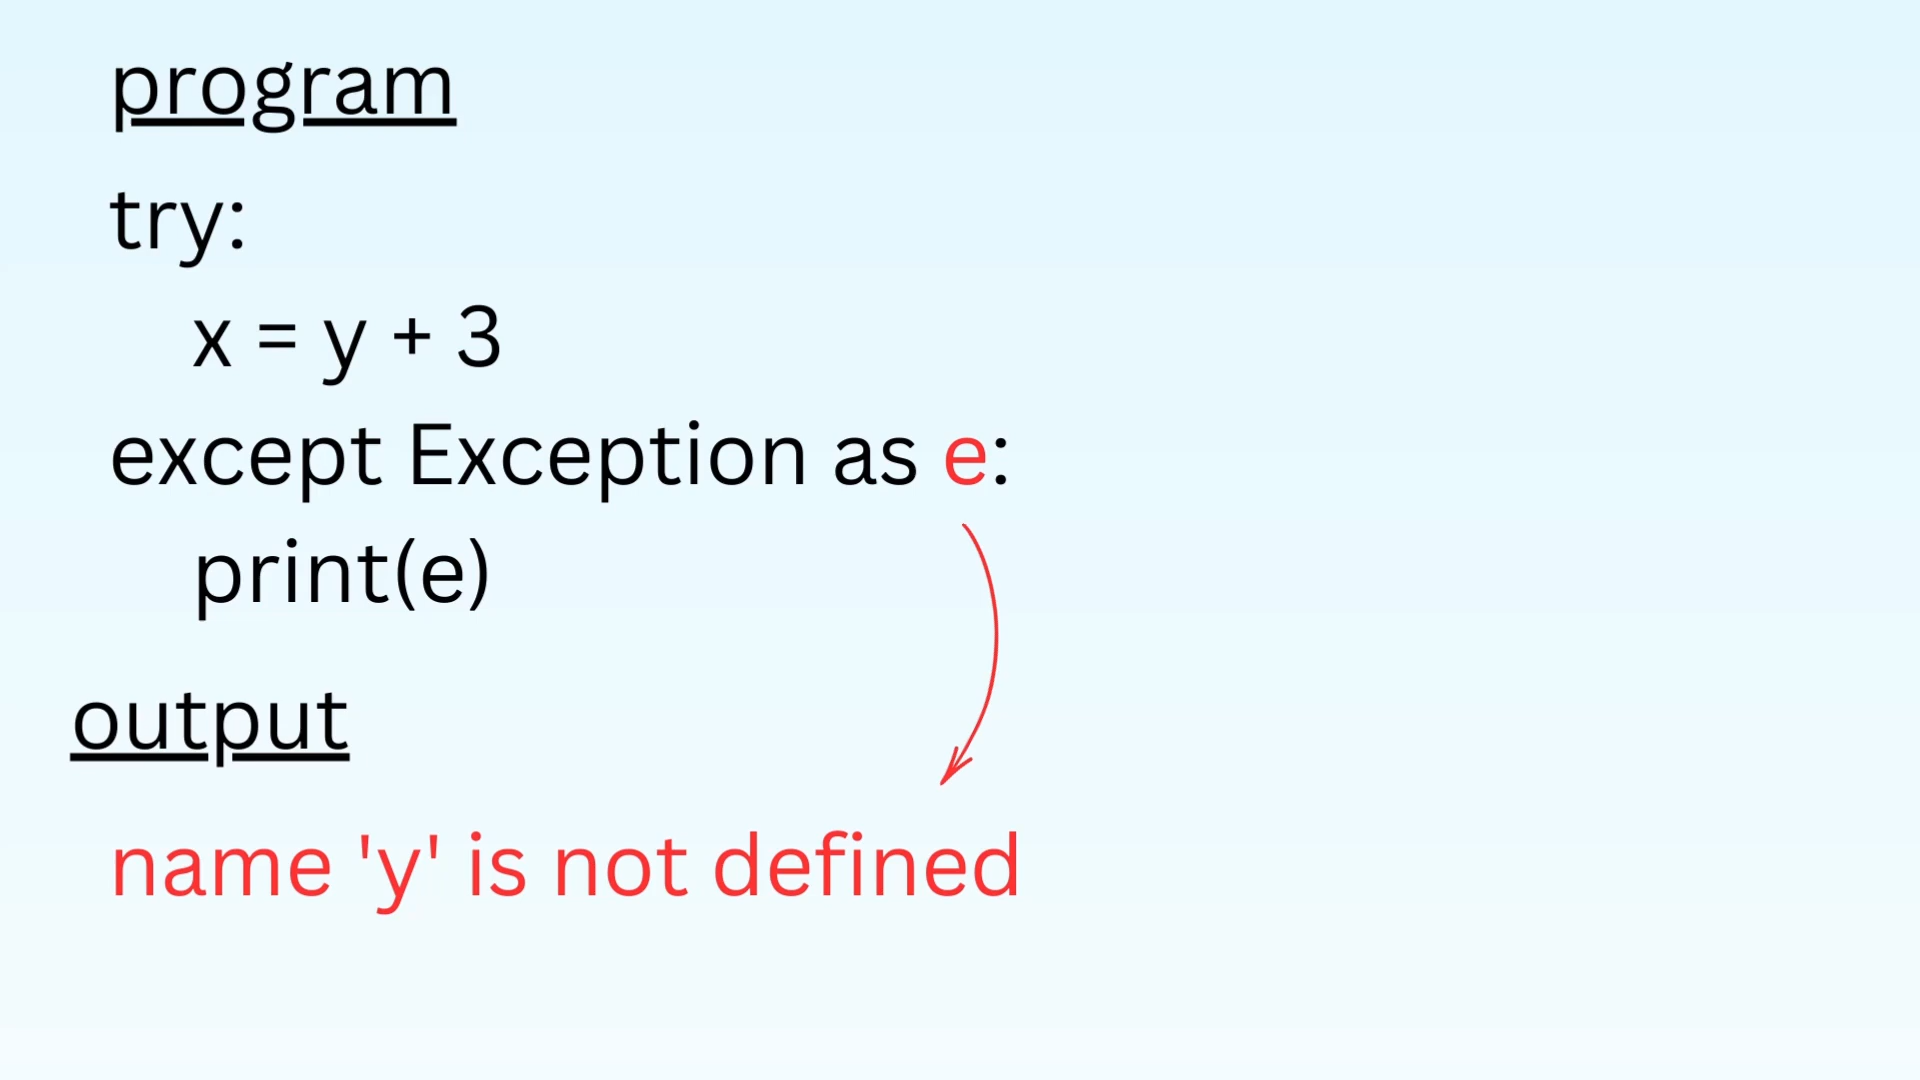 program
try:
    x = y + 3
except Exception as e:
    print(e)
output
name 'y' is not defined